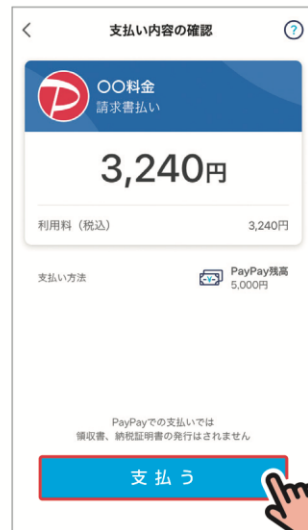 支払い内容の確認
?
〇〇料金
請求書払い
3,240円
利用料（税込） 3,240円
支払い方法 PayPay残高
5,000円
PayPayでの支払いでは
領収書、納税証明書の発行はされません
支払う